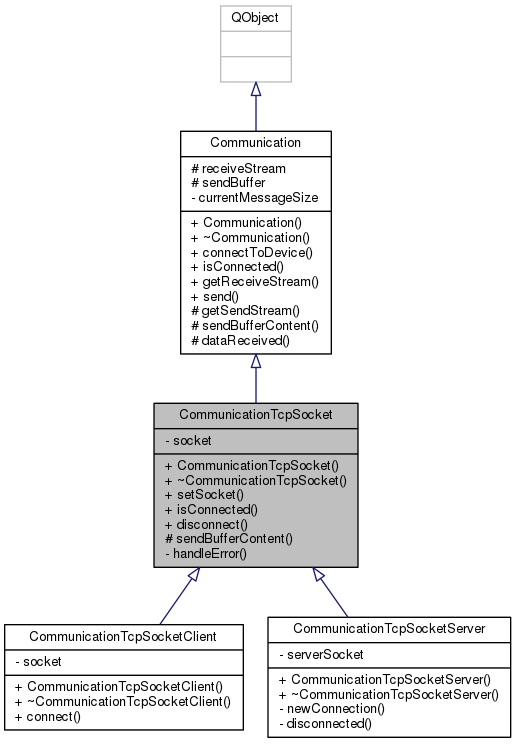 QObject
Communication
# receiveStream
# sendBuffer
- currentMessageSize
+ Communication()
+ ~Communication()
+ connectToDevice()
+ isConnected()
+ getReceiveStream()
+ send()
# getSendStream()
# sendBufferContent()
# dataReceived()
CommunicationTcpSocket
- socket
+ CommunicationTcpSocket()
+ ~CommunicationTcpSocket()
+ setSocket()
+ isConnected()
+ disconnect()
# sendBufferContent()
- handleError()
CommunicationTcpSocketClient
- socket
+ CommunicationTcpSocketClient()
+ ~CommunicationTcpSocketClient()
+ connect()
CommunicationTcpSocketServer
- serverSocket
+ CommunicationTcpSocketServer()
+ ~CommunicationTcpSocketServer()
- newConnection()
- disconnected()